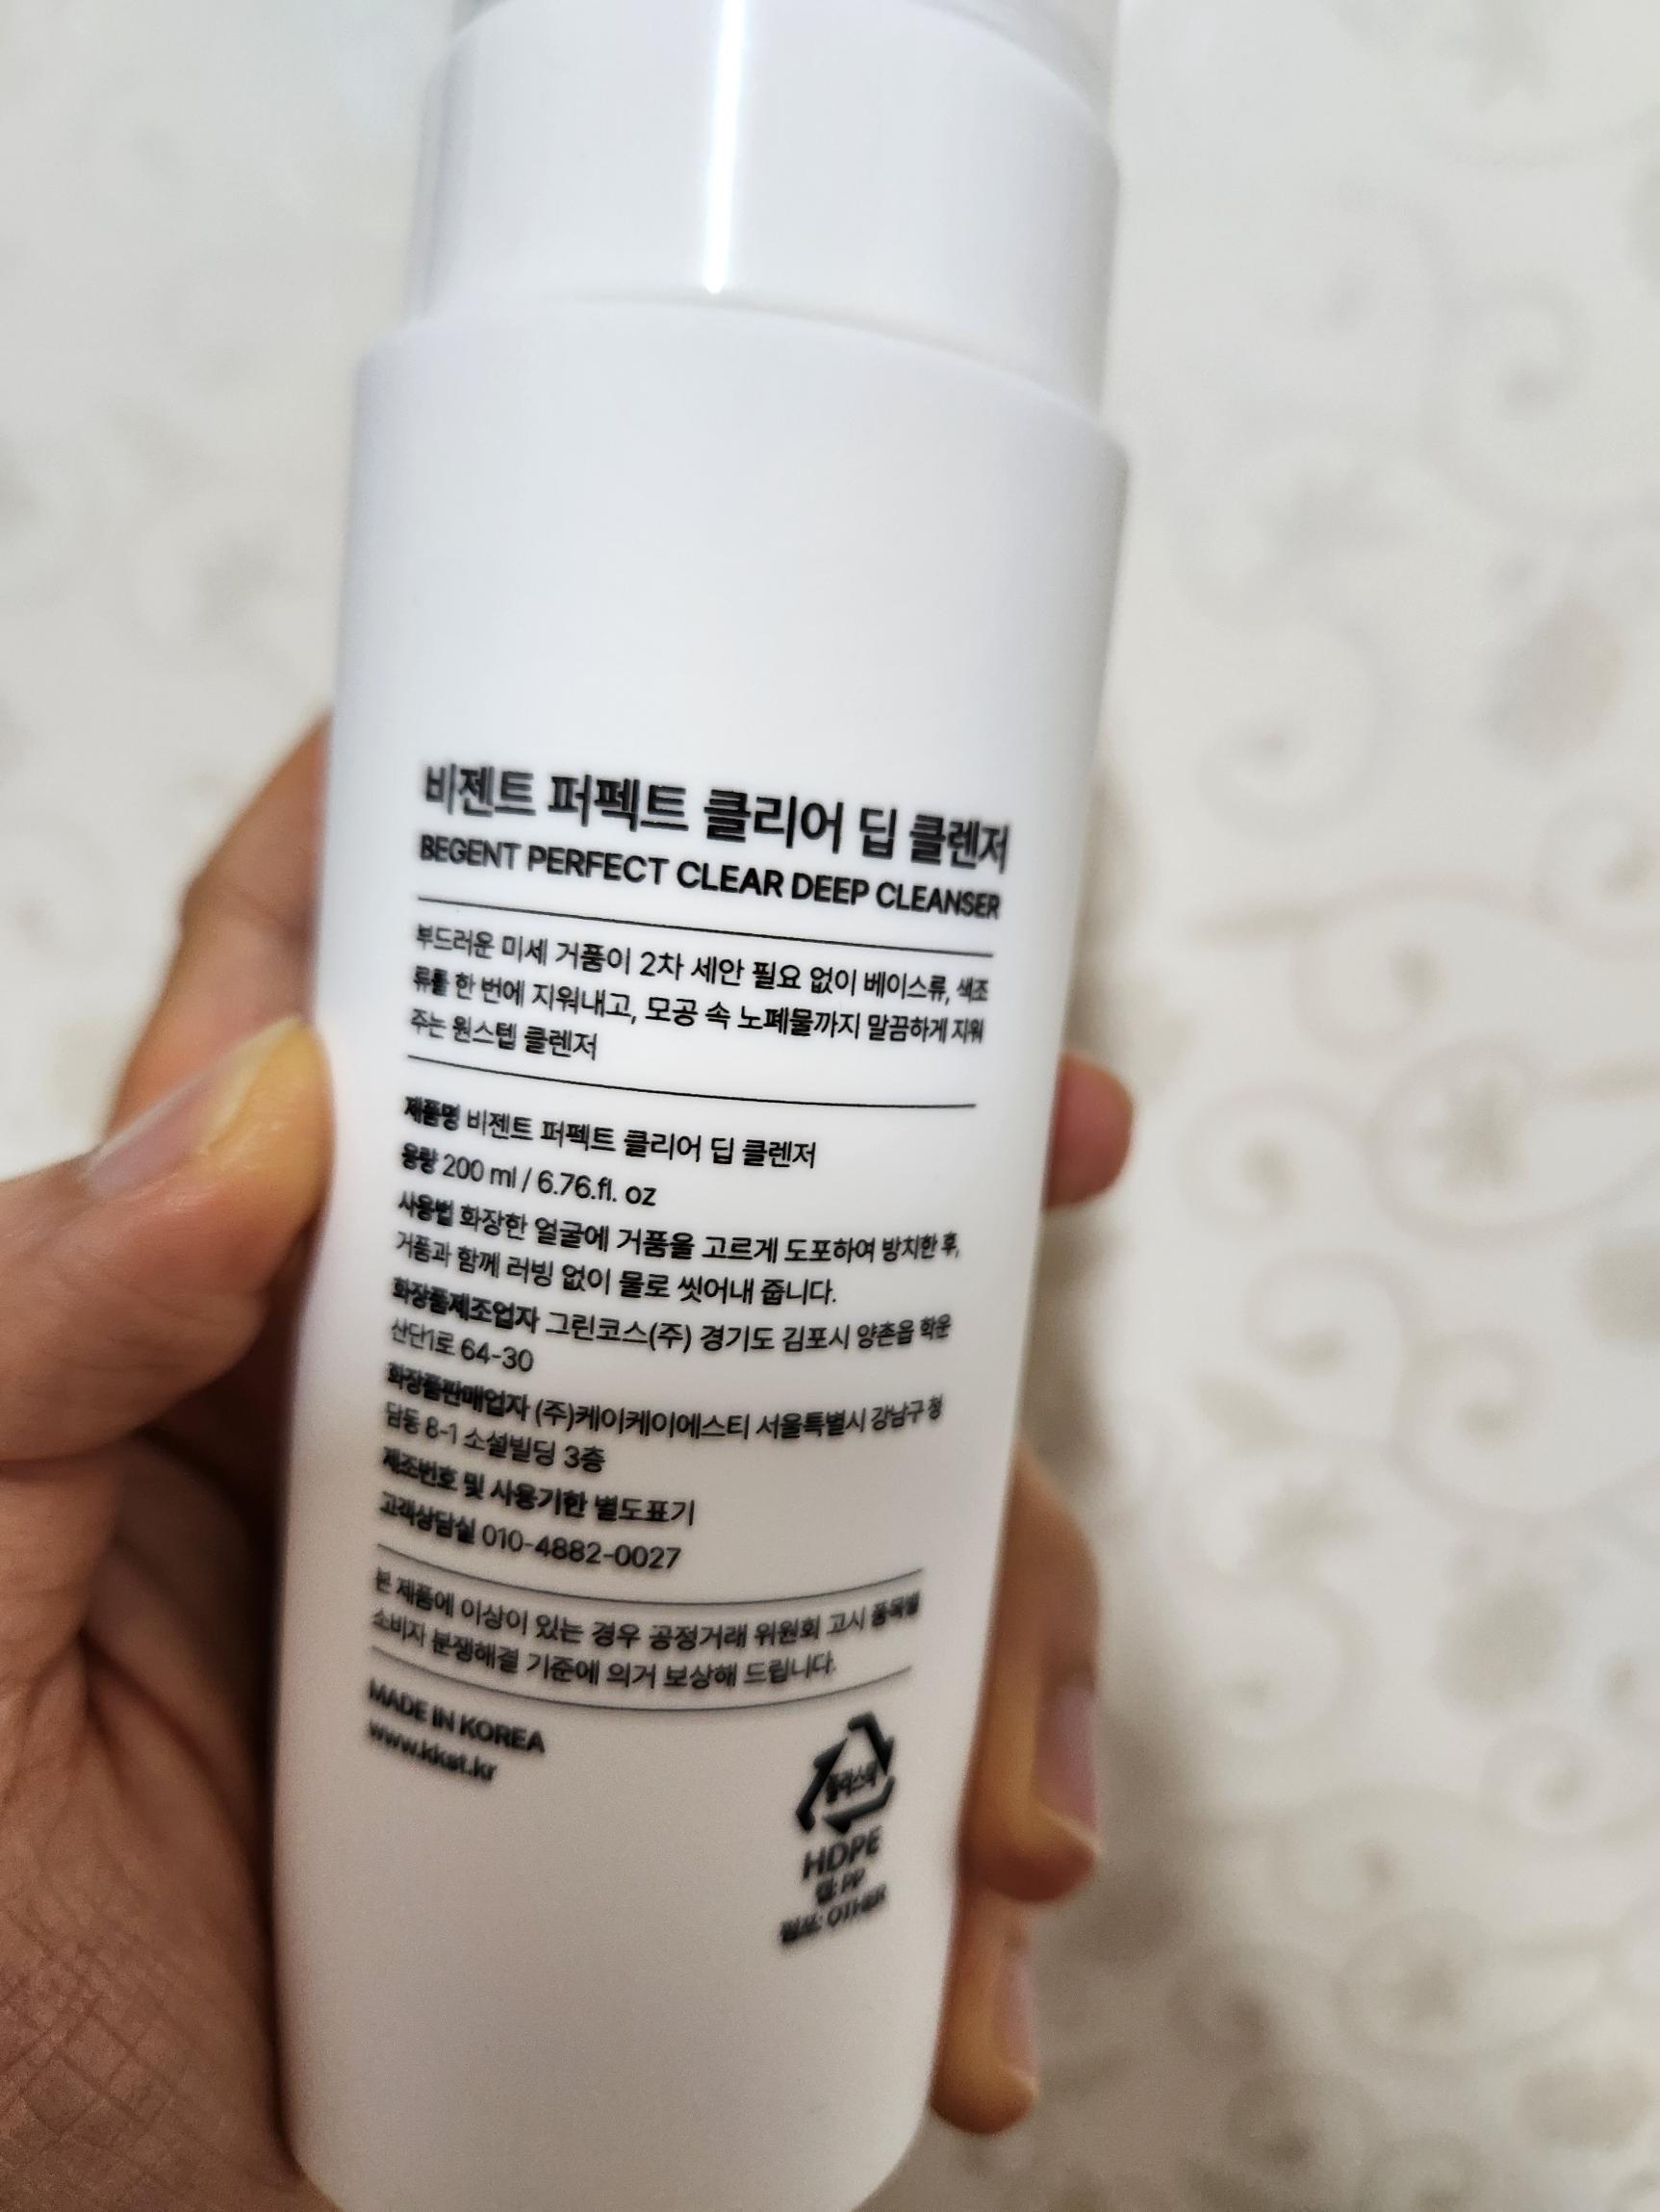 비젠트 퍼펙트 클리어 딥 클렌저
BEGENT PERFECT CLEAR DEEP CLEANSER
부드러운 미세 거품이 2차 세안 필요 없이 베이스류, 색조
류를 한 번에 지워내고, 모공 속 노폐물까지 말끔하게 지워
주는 원스텝 클렌저
제품명 비젠트 퍼펙트 클리어 딥 클렌저
용량 200 ml / 6.76.fl. oz
사용법 화장한 얼굴에 거품을 고르게 도포하여 방치한 후,
거품과 함께 러빙 없이 물로 씻어내 줍니다.
화장품제조업자 그린코스(주) 경기도 김포시 양촌읍 학운
산단1로 64-30
화장품판매업자 (주)케이케이에스티 서울특별시 강남구 청
담동 8-1 소설빌딩 3층
제조번호 및 사용기한 별도표기
고객상담실 010-4882-0027
본 제품에 이상이 있는 경우 공정거래 위원회 고시 품목별
소비자 분쟁해결 기준에 의거 보상해 드립니다.
MADE IN KOREA
www.kkst.kr
플라스틱
HDPE
캡: PP
펌프: OTHER